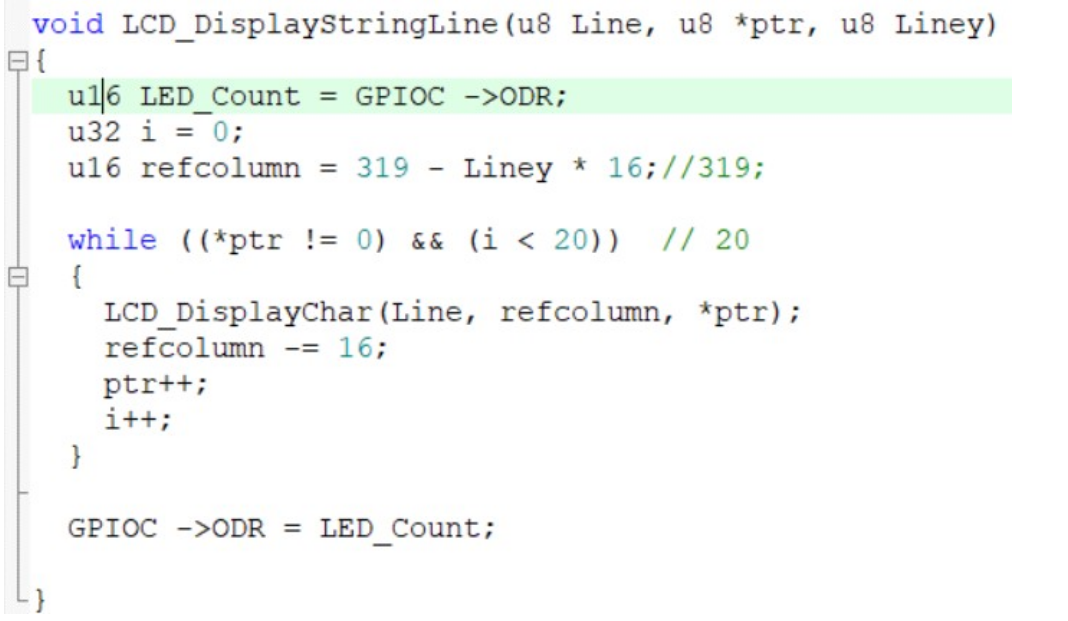 void LCD_DisplayStringLine(u8 Line, u8 *ptr, u8 Liney)
{
  u16 LED_Count = GPIOC ->ODR;
  u32 i = 0;
  u16 refcolumn = 319 - Liney * 16;//319;
  while ((*ptr != 0) && (i < 20))  // 20
  {
    LCD_DisplayChar(Line, refcolumn, *ptr);
    refcolumn -= 16;
    ptr++;
    i++;
  }
  GPIOC ->ODR = LED_Count;
}